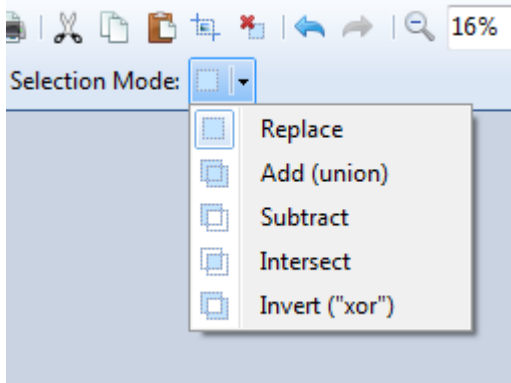 16%
Selection Mode:
Replace
Add (union)
Subtract
Intersect
Invert ("xor")